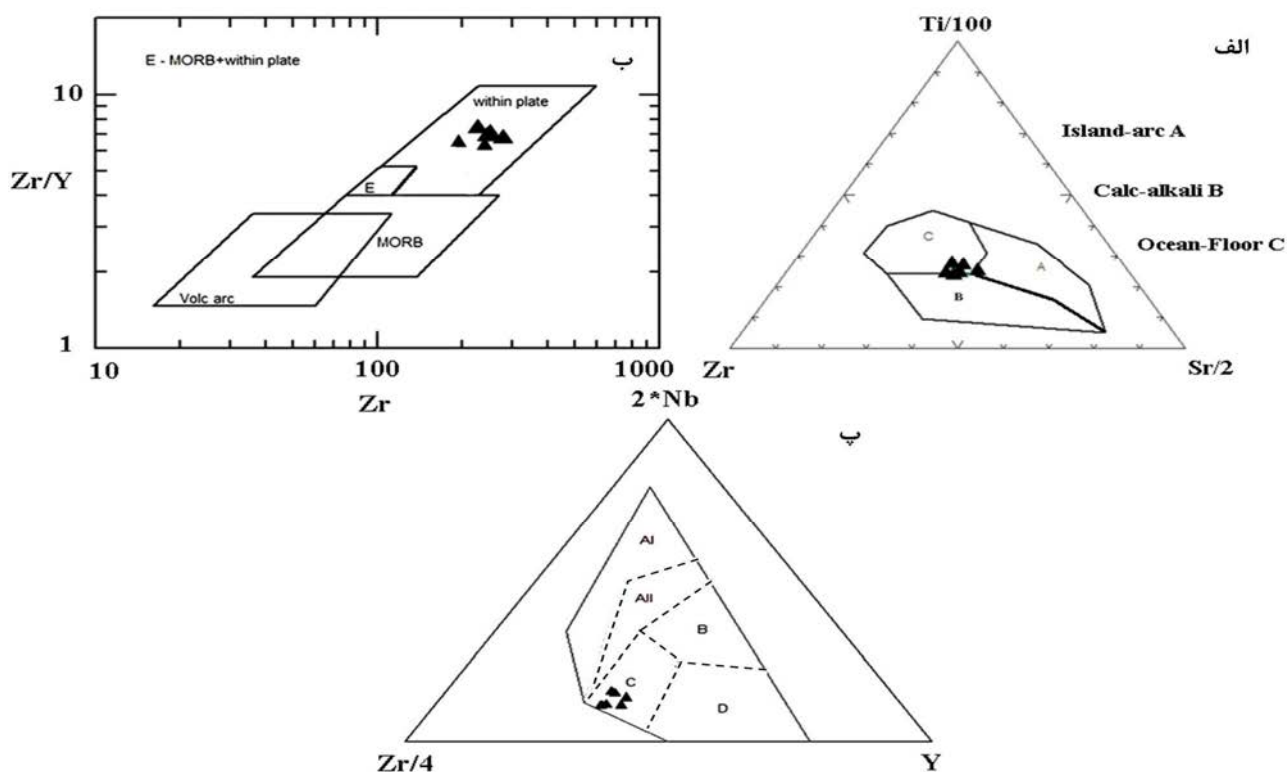 الف
Ti/100
Island-arc A
Calc-alkali B
Ocean-Floor C
C
A
B
Zr
Sr/2
ب
E - MORB+within plate
within plate
10
Zr/Y
E
MORB
Volc arc
1
10
100
1000
Zr
پ
2*Nb
AI
AII
B
C
D
Zr/4
Y